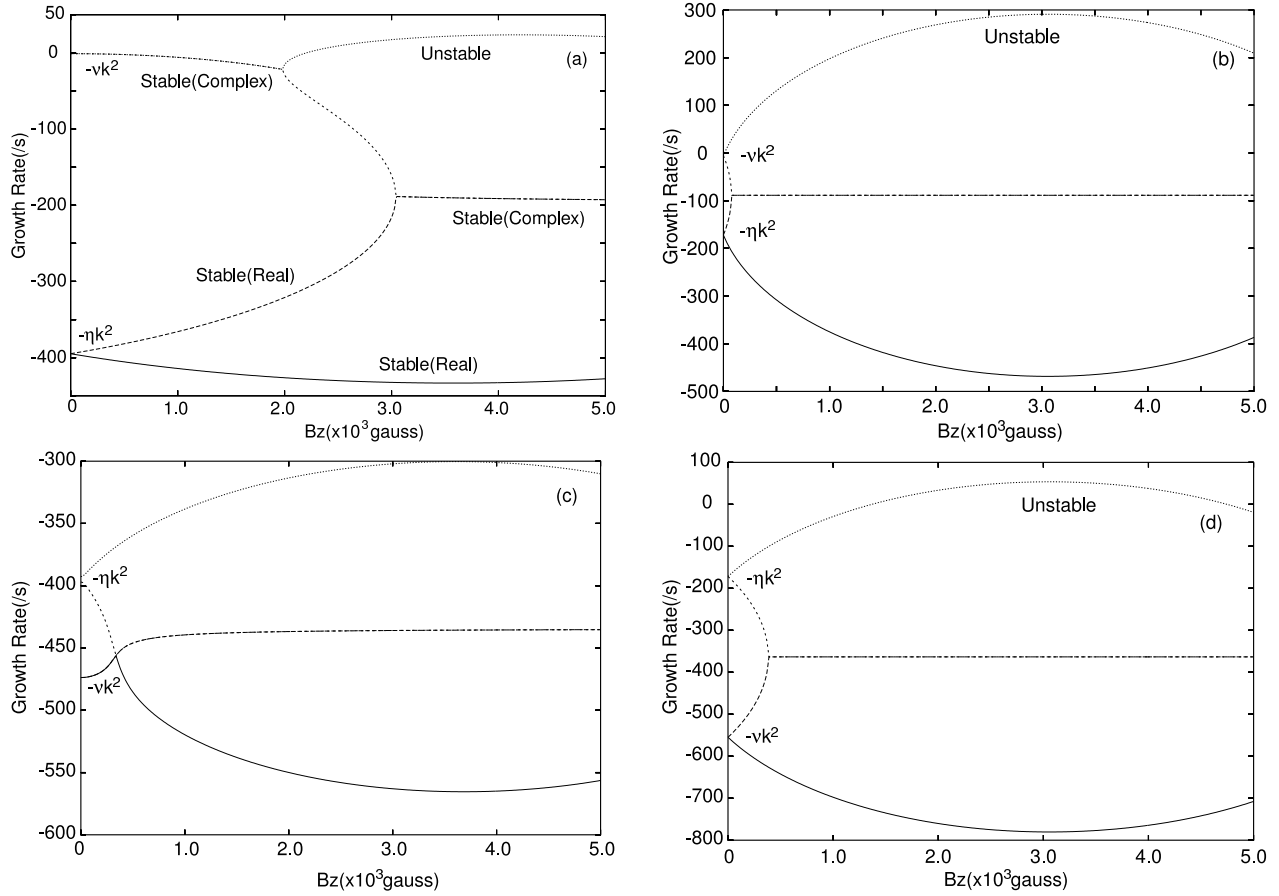 50
0
-100
-200
-300
-400
Growth Rate(/s)
(a)
Unstable
-νk²
Stable(Complex)
Stable(Complex)
Stable(Real)
-ηk²
Stable(Real)
0 1.0 2.0 3.0 4.0 5.0
Bz(x10³gauss)
300
200
100
0
-100
-200
-300
-400
-500
Growth Rate(/s)
(b)
Unstable
-νk²
-ηk²
0 1.0 2.0 3.0 4.0 5.0
Bz(x10³gauss)
-300
-350
-400
-450
-500
-550
-600
Growth Rate(/s)
(c)
-ηk²
-νk²
0 1.0 2.0 3.0 4.0 5.0
Bz(x10³gauss)
100
0
-100
-200
-300
-400
-500
-600
-700
-800
Growth Rate(/s)
Unstable
(d)
-ηk²
-νk²
0 1.0 2.0 3.0 4.0 5.0
Bz(x10³gauss)